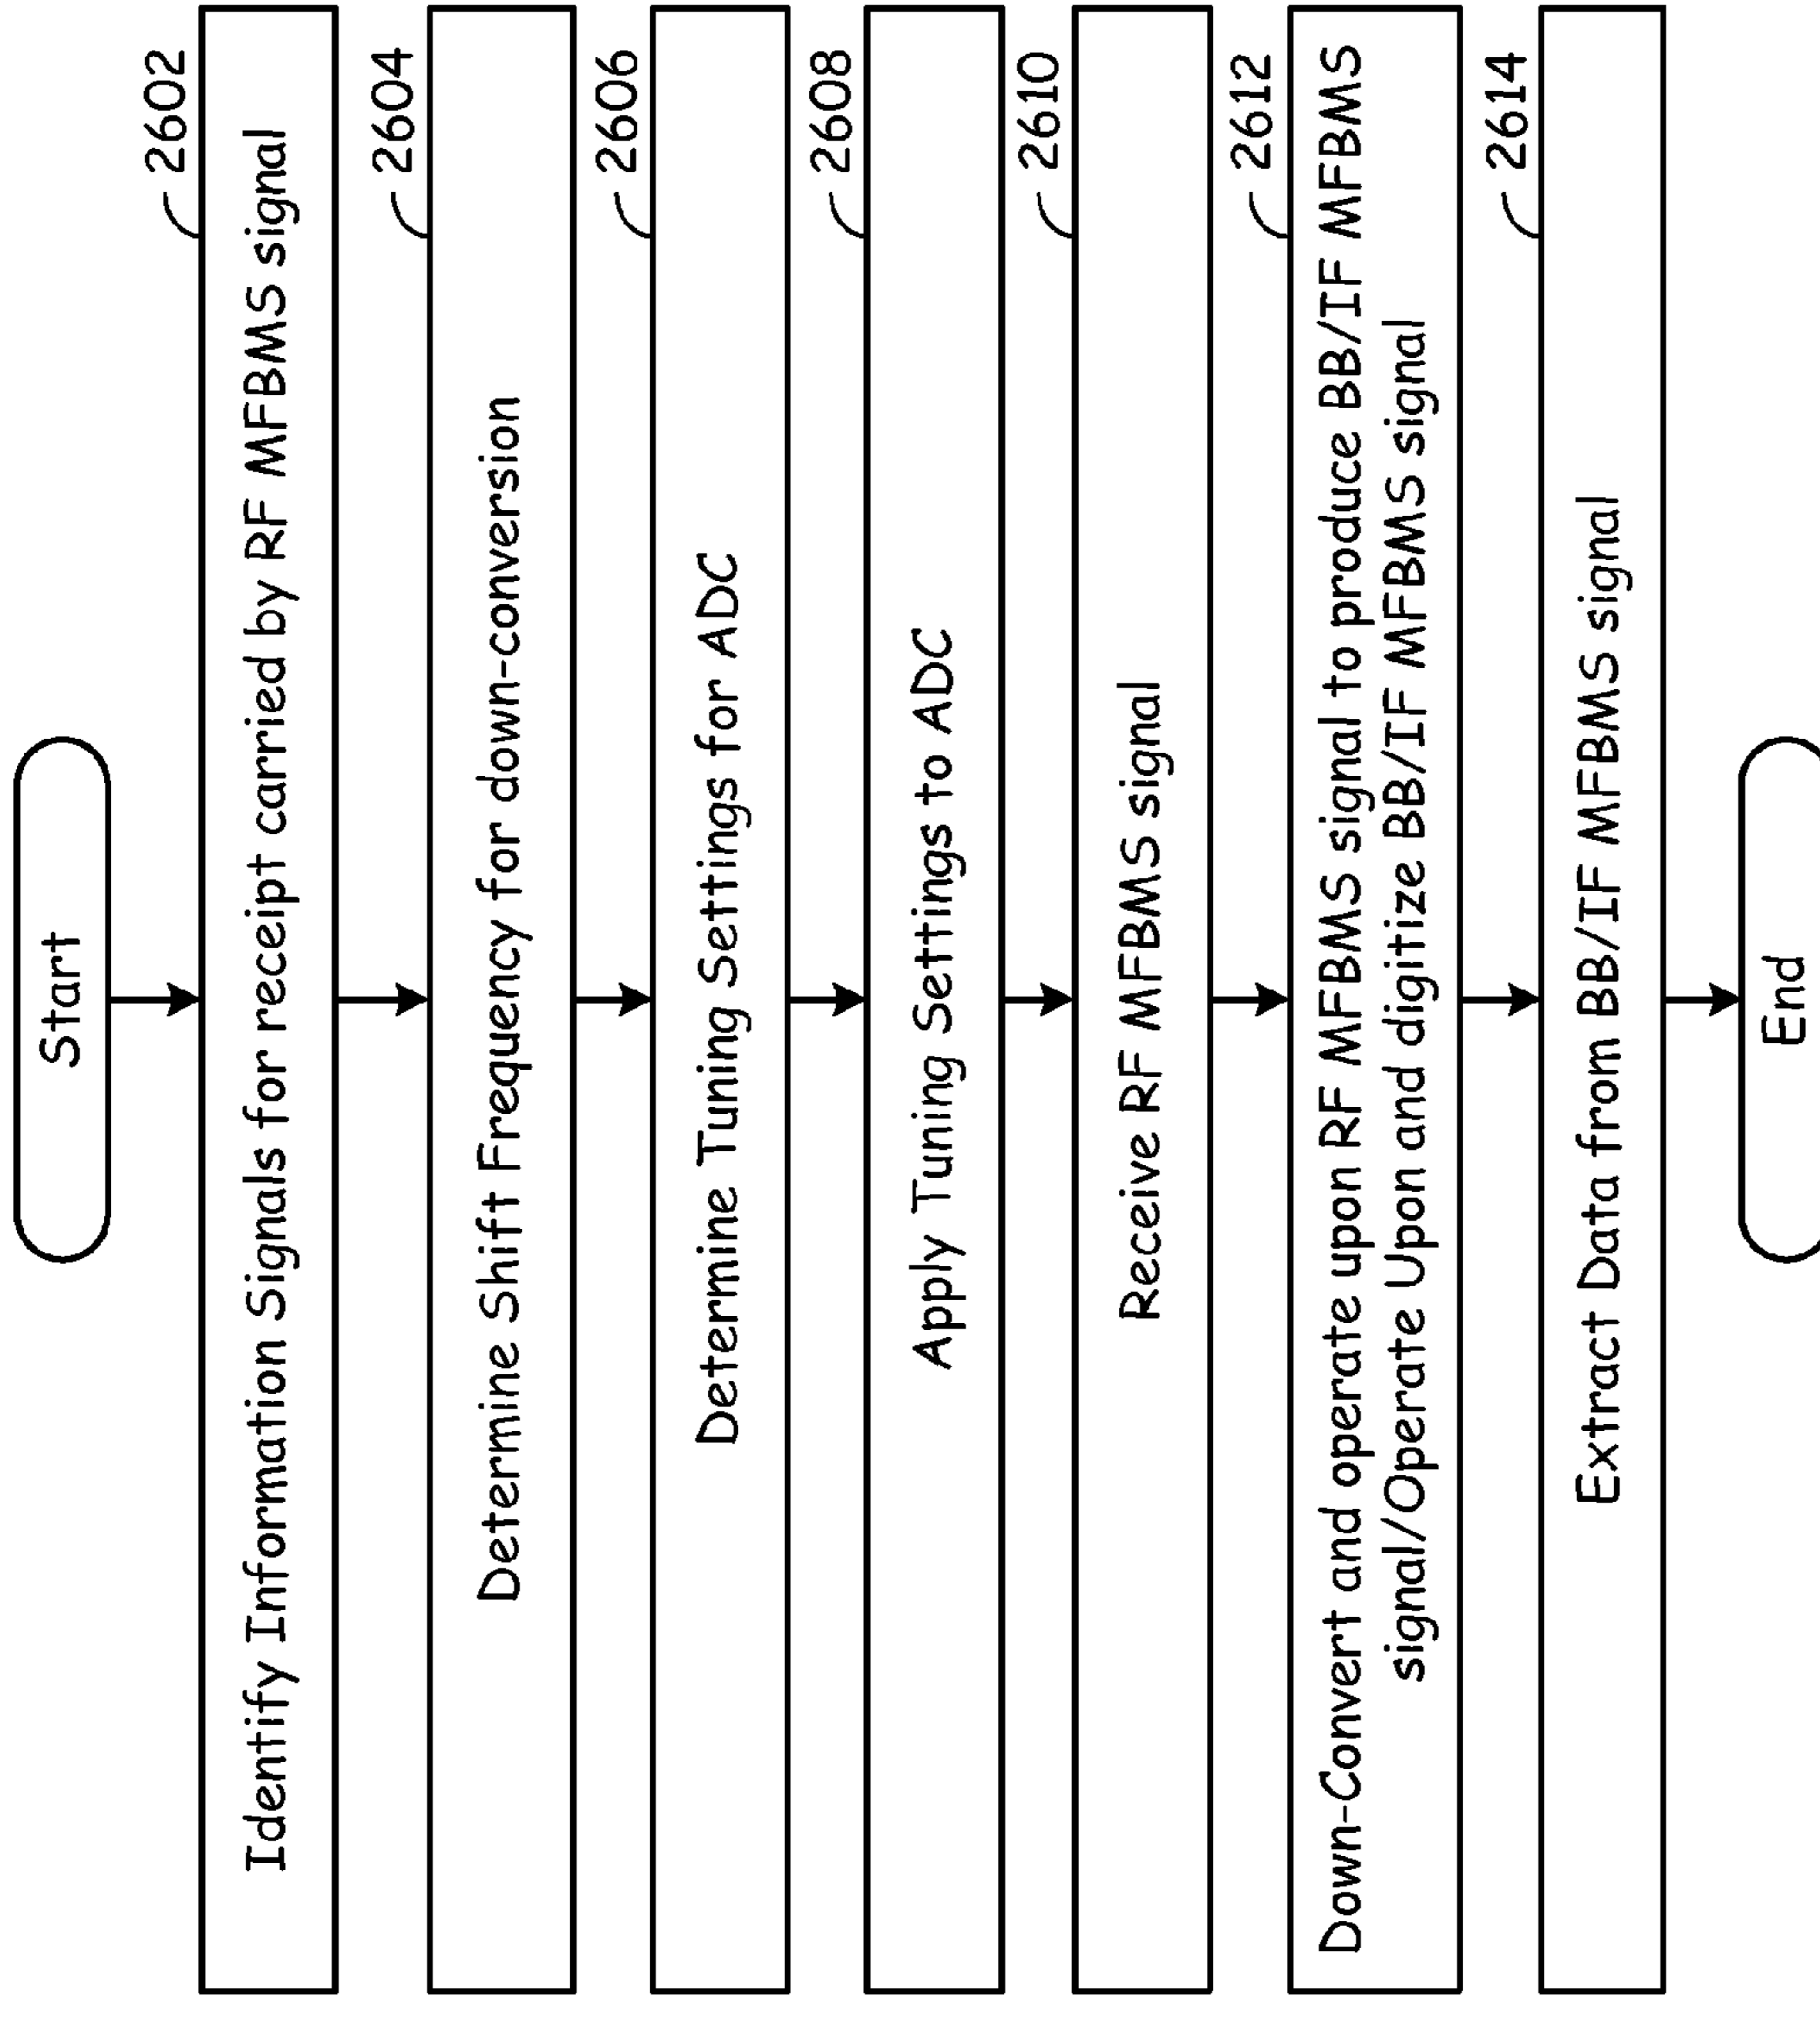 Start
2602
Identify Information Signals for receipt carried by RF MFBMS signal
2604
Determine Shift Frequency for down-conversion
2606
Determine Tuning Settings for ADC
2608
Apply Tuning Settings to ADC
2610
Receive RF MFBMS signal
2612
Down-Convert and operate upon RF MFBMS signal to produce BB/IF MFBMS
signal/Operate Upon and digitize BB/IF MFBMS signal
2614
Extract Data from BB/IF MFBMS signal
End